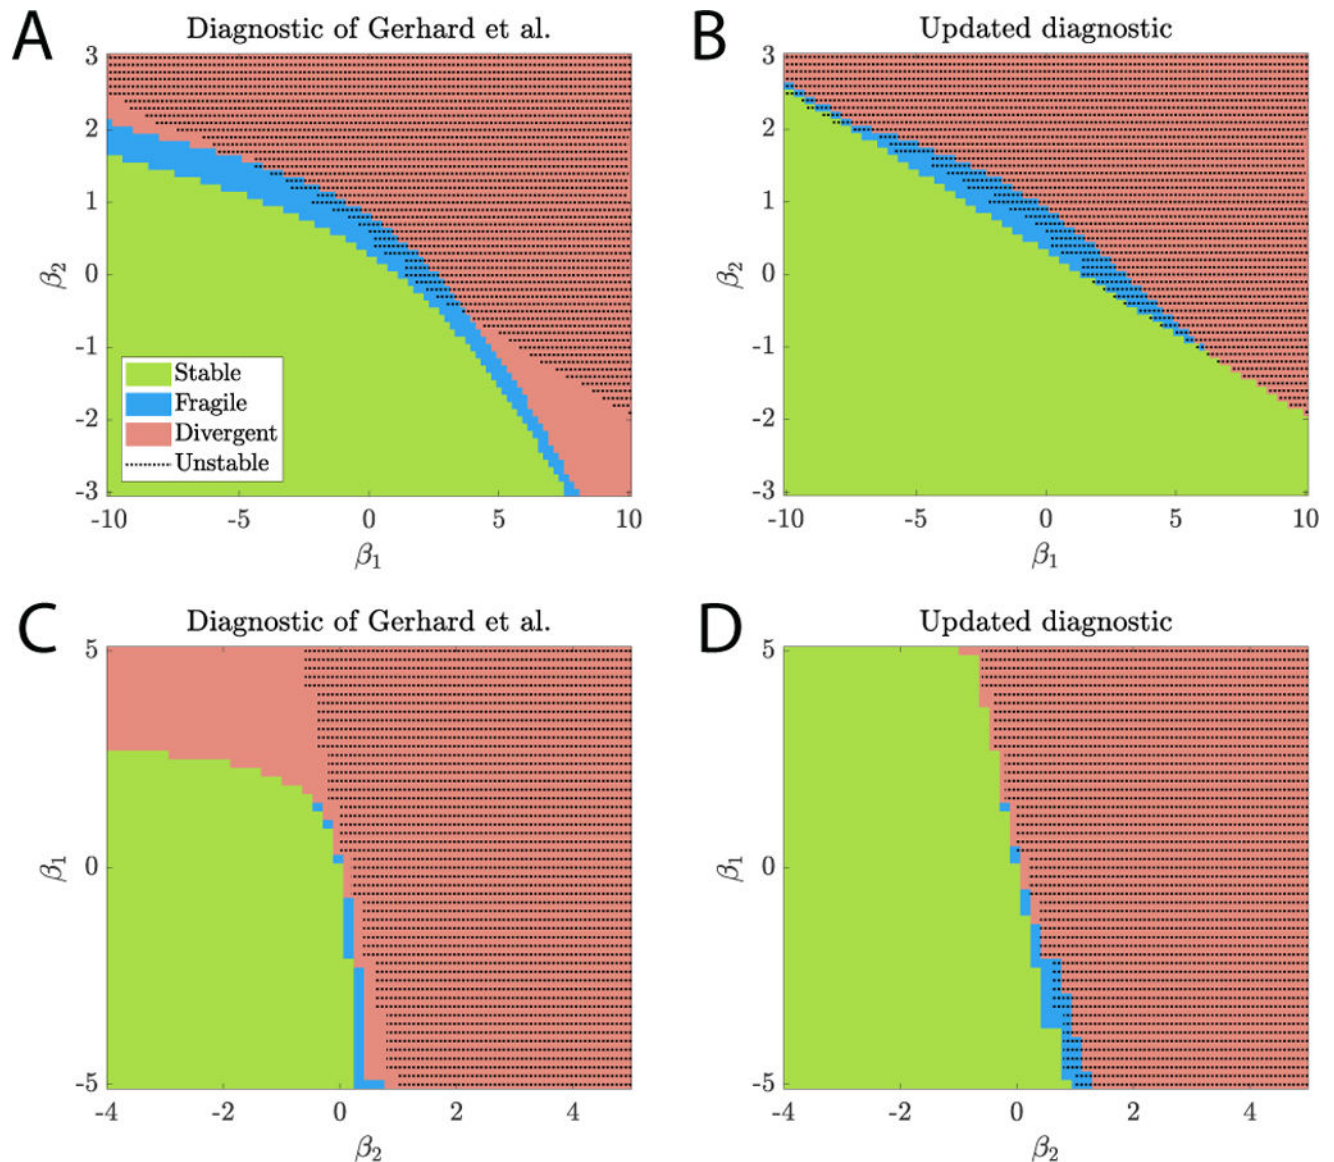 A
Diagnostic of Gerhard et al.
3
2
1
0
-1
-2
-3
β2
Stable
Fragile
Divergent
Unstable
-10
-5
0
5
10
β1
B
Updated diagnostic
3
2
1
0
-1
-2
-3
β2
-10
-5
0
5
10
β1
C
Diagnostic of Gerhard et al.
5
0
-5
β1
-4
-2
0
2
4
β2
D
Updated diagnostic
5
0
-5
β1
-4
-2
0
2
4
β2